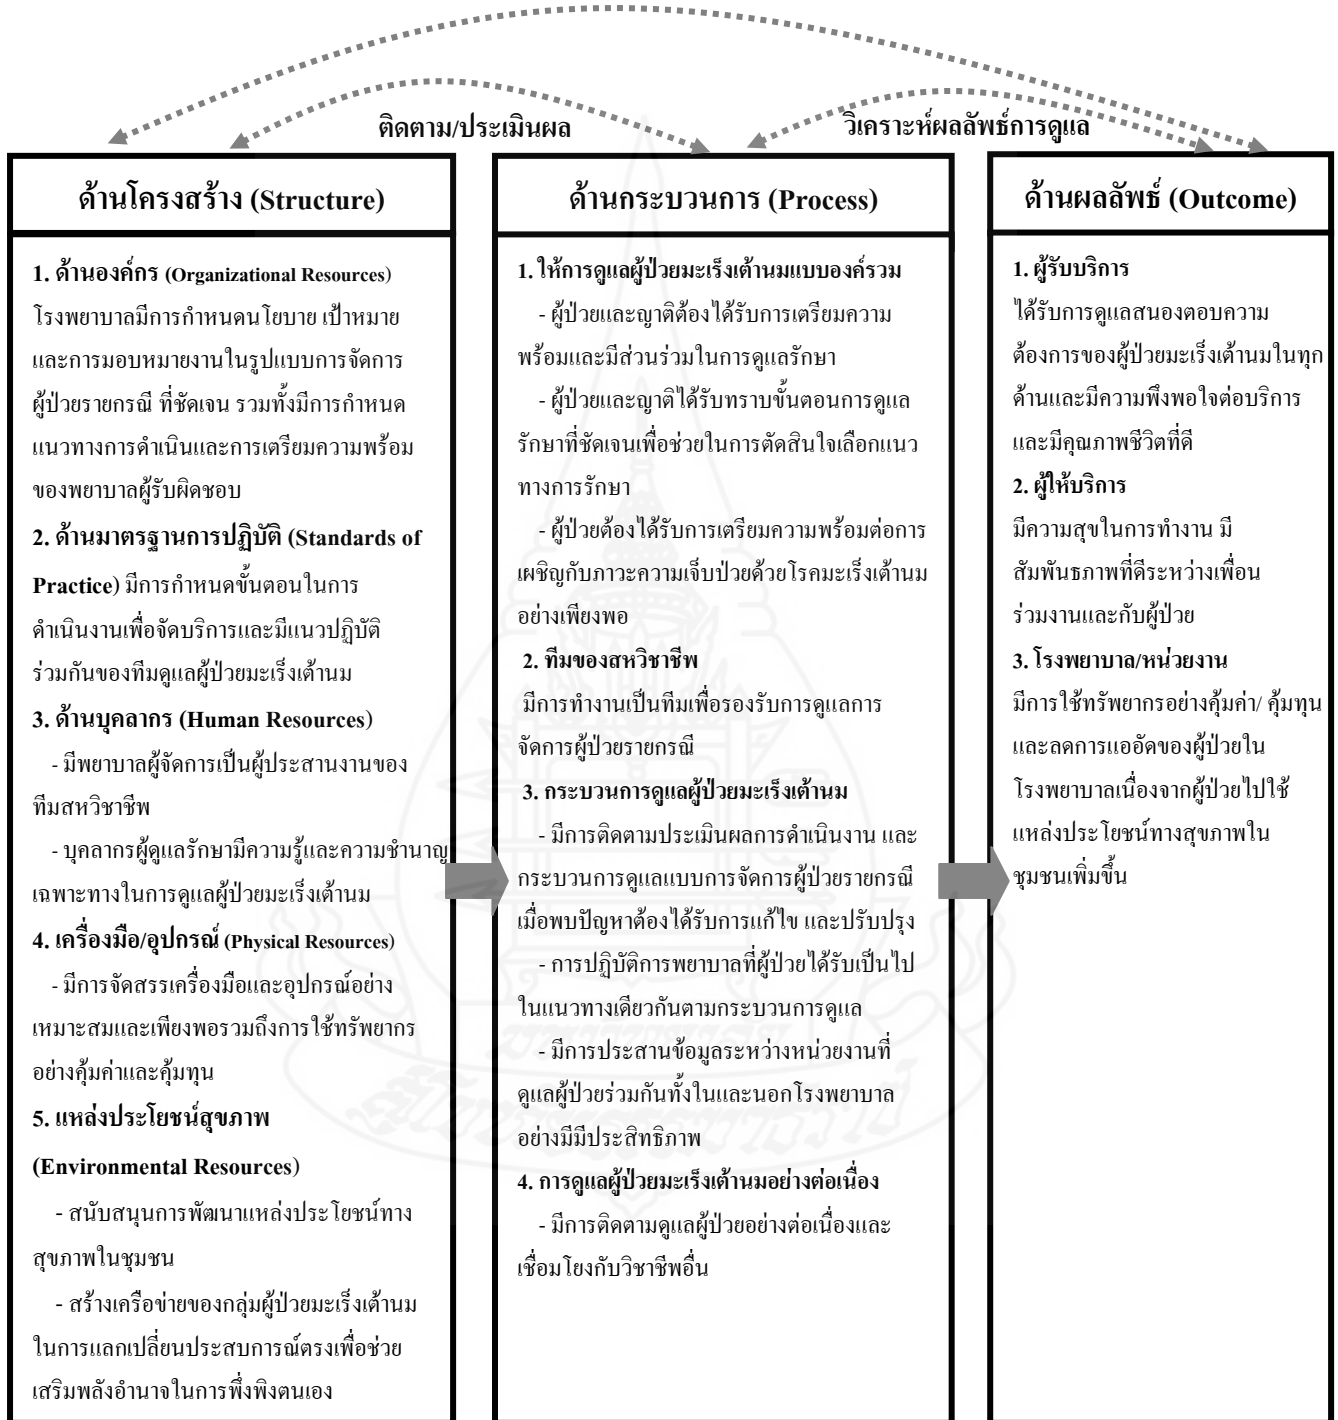 ติดตาม/ประเมินผล
วิเคราะห์ผลลัพธ์การดูแล
ด้านโครงสร้าง (Structure)
1. ด้านองค์กร (Organizational Resources)
โรงพยาบาลมีการกำหนดนโยบาย เป้าหมาย
และการมอบหมายงานในรูปแบบการจัดการ
ผู้ป่วยรายกรณี ที่ชัดเจน รวมทั้งมีการกำหนด
แนวทางการดำเนินและการเตรียมความพร้อม
ของพยาบาลผู้รับผิดชอบ
2. ด้านมาตรฐานการปฏิบัติ (Standards of
Practice) มีการกำหนดขั้นตอนในการ
ดำเนินงานเพื่อจัดบริการและมีแนวปฏิบัติ
ร่วมกันของทีมดูแลผู้ป่วยมะเร็งเต้านม
3. ด้านบุคลากร (Human Resources)
- มีพยาบาลผู้จัดการเป็นผู้ประสานงานของ
ทีมสหวิชาชีพ
- บุคลากรผู้ดูแลรักษามีความรู้และความชำนาญ
เฉพาะทางในการดูแลผู้ป่วยมะเร็งเต้านม
4. เครื่องมือ/อุปกรณ์ (Physical Resources)
- มีการจัดสรรเครื่องมือและอุปกรณ์อย่าง
เหมาะสมและเพียงพอรวมถึงการใช้ทรัพยากร
อย่างคุ้มค่าและคุ้มทุน
5. แหล่งประโยชน์สุขภาพ
(Environmental Resources)
- สนับสนุนการพัฒนาแหล่งประโยชน์ทาง
สุขภาพในชุมชน
- สร้างเครือข่ายของกลุ่มผู้ป่วยมะเร็งเต้านม
ในการแลกเปลี่ยนประสบการณ์ตรงเพื่อช่วย
เสริมพลังอำนาจในการพึ่งพิงตนเอง
ด้านกระบวนการ (Process)
1. ให้การดูแลผู้ป่วยมะเร็งเต้านมแบบองค์รวม
- ผู้ป่วยและญาติต้องได้รับการเตรียมความ
พร้อมและมีส่วนร่วมในการดูแลรักษา
- ผู้ป่วยและญาติได้รับทราบขั้นตอนการดูแล
รักษาที่ชัดเจนเพื่อช่วยในการตัดสินใจเลือกแนว
ทางการรักษา
- ผู้ป่วยต้องได้รับการเตรียมความพร้อมต่อการ
เผชิญกับภาวะความเจ็บป่วยด้วยโรคมะเร็งเต้านม
อย่างเพียงพอ
2. ทีมของสหวิชาชีพ
มีการทำงานเป็นทีมเพื่อรองรับการดูแลการ
จัดการผู้ป่วยรายกรณี
3. กระบวนการดูแลผู้ป่วยมะเร็งเต้านม
- มีการติดตามประเมินผลการดำเนินงาน และ
กระบวนการดูแลแบบการจัดการผู้ป่วยรายกรณี
เมื่อพบปัญหาต้องได้รับการแก้ไข และปรับปรุง
- การปฏิบัติการพยาบาลที่ผู้ป่วยได้รับเป็นไป
ในแนวทางเดียวกันตามกระบวนการดูแล
- มีการประสานข้อมูลระหว่างหน่วยงานที่
ดูแลผู้ป่วยร่วมกันทั้งในและนอกโรงพยาบาล
อย่างมีมีประสิทธิภาพ
4. การดูแลผู้ป่วยมะเร็งเต้านมอย่างต่อเนื่อง
- มีการติดตามดูแลผู้ป่วยอย่างต่อเนื่องและ
เชื่อมโยงกับวิชาชีพอื่น
ด้านผลลัพธ์ (Outcome)
1. ผู้รับบริการ
ได้รับการดูแลสนองตอบความ
ต้องการของผู้ป่วยมะเร็งเต้านมในทุก
ด้านและมีความพึงพอใจต่อบริการ
และมีคุณภาพชีวิตที่ดี
2. ผู้ให้บริการ
มีความสุขในการทำงาน มี
สัมพันธภาพที่ดีระหว่างเพื่อน
ร่วมงานและกับผู้ป่วย
3. โรงพยาบาล/หน่วยงาน
มีการใช้ทรัพยากรอย่างคุ้มค่า/ คุ้มทุน
และลดการแออัดของผู้ป่วยใน
โรงพยาบาลเนื่องจากผู้ป่วยไปใช้
แหล่งประโยชน์ทางสุขภาพใน
ชุมชนเพิ่มขึ้น